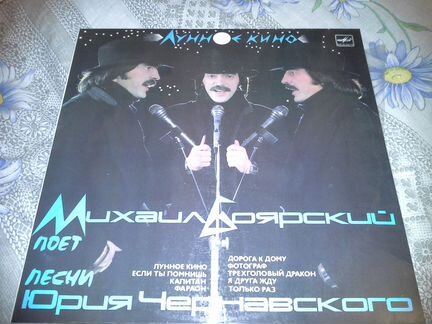 Лунное кино
Михаил Боярский
поет
песни
ЛУННОЕ КИНО
ЕСЛИ ТЫ ПОМНИШЬ
КАПИТАН
ФАРАОН
ДОРОГА К ДОМУ
ФОТОГРАФ
ТРЕХГОЛОВЫЙ ДРАКОН
Я ДРУГА ЖДУ
ТОЛЬКО РАЗ
Юрия Чернавского